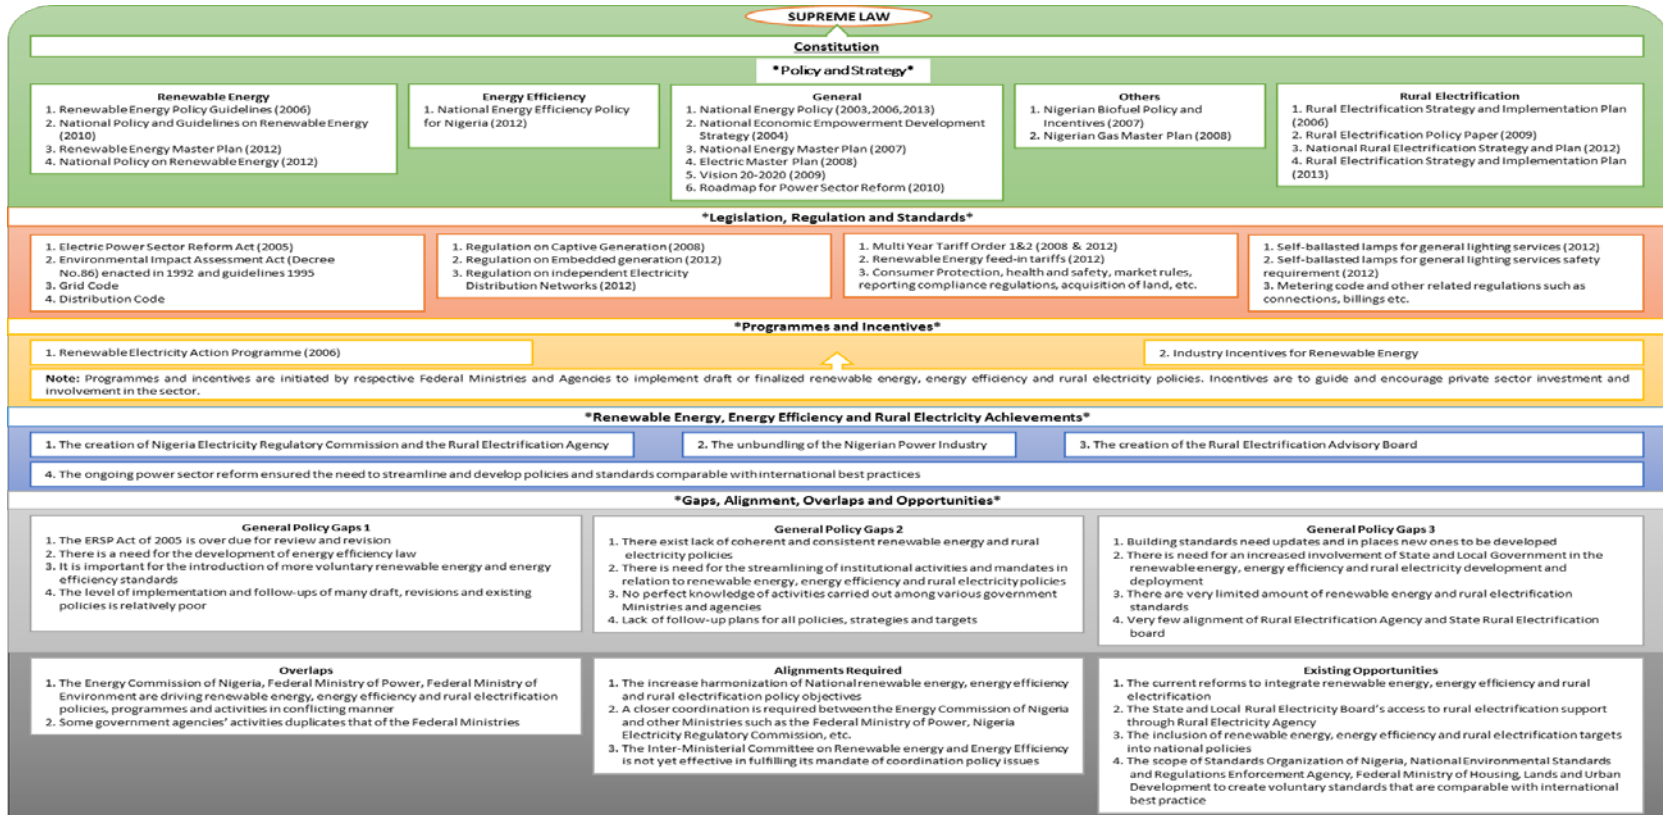 SUPREME LAW
Constitution
*Policy and Strategy*
Renewable Energy
1. Renewable Energy Policy Guidelines (2006)
2. National Policy and Guidelines on Renewable Energy
(2010)
3. Renewable Energy Master Plan (2012)
4. National Policy on Renewable Energy (2012)
Energy Efficiency
1. National Energy Efficiency Policy
for Nigeria (2012)
General
1. National Energy Policy (2003,2006,2013)
2. National Economic Empowerment Development
Strategy (2004)
3. National Energy Master Plan (2007)
4. Electric Master Plan (2008)
5. Vision 20-2020 (2009)
6. Roadmap for Power Sector Reform (2010)
Others
1. Nigerian Biofuel Policy and
Incentives (2007)
2. Nigerian Gas Master Plan (2008)
Rural Electrification
1. Rural Electrification Strategy and Implementation Plan
(2006)
2. Rural Electrification Policy Paper (2009)
3. National Rural Electrification Strategy and Plan (2012)
4. Rural Electrification Strategy and Implementation Plan
(2013)
*Legislation, Regulation and Standards*
1. Electric Power Sector Reform Act (2005)
2. Environmental Impact Assessment Act (Decree
No.86) enacted in 1992 and guidelines 1995
3. Grid Code
4. Distribution Code
1. Regulation on Captive Generation (2008)
2. Regulation on Embedded generation (2012)
3. Regulation on independent Electricity
Distribution Networks (2012)
1. Multi Year Tariff Order 1&2 (2008 & 2012)
2. Renewable Energy feed-in tariffs (2012)
3. Consumer Protection, health and safety, market rules,
reporting compliance regulations, acquisition of land, etc.
1. Self-ballasted lamps for general lighting services (2012)
2. Self-ballasted lamps for general lighting services safety
requirement (2012)
3. Metering code and other related regulations such as
connections, billings etc.
*Programmes and Incentives*
1. Renewable Electricity Action Programme (2006)
2. Industry Incentives for Renewable Energy
Note: Programmes and incentives are initiated by respective Federal Ministries and Agencies to implement draft or finalized renewable energy, energy efficiency and rural electricity policies. Incentives are to guide and encourage private sector investment and
involvement in the sector.
*Renewable Energy, Energy Efficiency and Rural Electricity Achievements*
1. The creation of Nigeria Electricity Regulatory Commission and the Rural Electrification Agency
2. The unbundling of the Nigerian Power Industry
3. The creation of the Rural Electrification Advisory Board
4. The ongoing power sector reform ensured the need to streamline and develop policies and standards comparable with international best practices
*Gaps, Alignment, Overlaps and Opportunities*
General Policy Gaps 1
1. The ERSP Act of 2005 is over due for review and revision
2. There is a need for the development of energy efficiency law
3. It is important for the introduction of more voluntary renewable energy and energy
efficiency standards
4. The level of implementation and follow-ups of many draft, revisions and existing
policies is relatively poor
General Policy Gaps 2
1. There exist lack of coherent and consistent renewable energy and rural
electricity policies
2. There is need for the streamlining of institutional activities and mandates in
relation to renewable energy, energy efficiency and rural electricity policies
3. No perfect knowledge of activities carried out among various government
Ministries and agencies
4. Lack of follow-up plans for all policies, strategies and targets
General Policy Gaps 3
1. Building standards need updates and in places new ones to be developed
2. There is need for an increased involvement of State and Local Government in the
renewable energy, energy efficiency and rural electricity development and
deployment
3. There are very limited amount of renewable energy and rural electrification
standards
4. Very few alignment of Rural Electrification Agency and State Rural Electrification
board
Overlaps
1. The Energy Commission of Nigeria, Federal Ministry of Power, Federal Ministry of
Environment are driving renewable energy, energy efficiency and rural electrification
policies, programmes and activities in conflicting manner
2. Some government agencies' activities duplicates that of the Federal Ministries
Alignments Required
1. The increase harmonization of National renewable energy, energy efficiency
and rural electrification policy objectives
2. A closer coordination is required between the Energy Commission of Nigeria
and other Ministries such as the Federal Ministry of Power, Nigeria
Electricity Regulatory Commission, etc.
3. The Inter-Ministerial Committee on Renewable energy and Energy Efficiency
is not yet effective in fulfilling its mandate of coordination policy issues
Existing Opportunities
1. The current reforms to integrate renewable energy, energy efficiency and rural
electrification
2. The State and Local Rural Electricity Board's access to rural electrification support
through Rural Electricity Agency
3. The inclusion of renewable energy, energy efficiency and rural electrification targets
into national policies
4. The scope of Standards Organization of Nigeria, National Environmental Standards
and Regulations Enforcement Agency, Federal Ministry of Housing, Lands and Urban
Development to create voluntary standards that are comparable with international
best practice